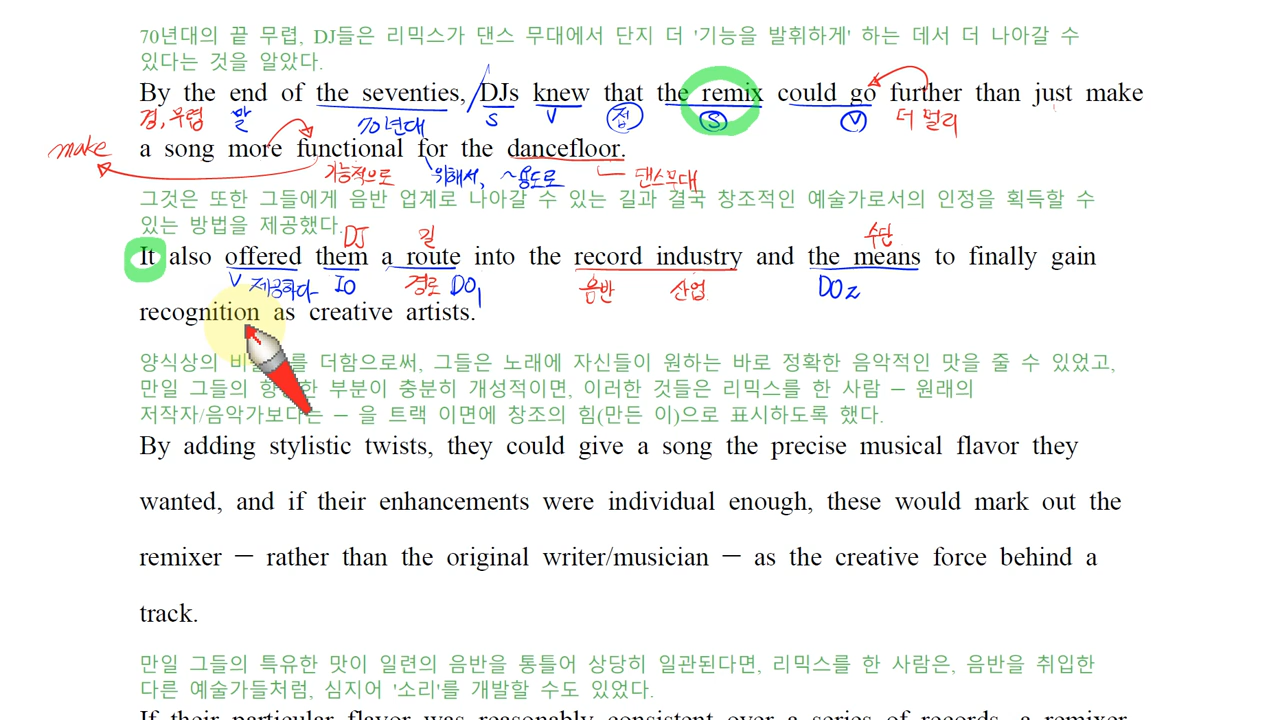 70년대의 끝 무렵, DJ들은 리믹스가 댄스 무대에서 단지 더 '기능을 발휘하게' 하는 데서 더 나아갈 수
있다는 것을 알았다.
By the end of the seventies, DJs knew that the remix could go further than just make
경, 무렵 말 70년대 S V 접 S V 더 멀리
make a song more functional for the dancefloor.
기능적으로 위해서, ~용도로 댄스무대
그것은 또한 그들에게 음반 업계로 나아갈 수 있는 길과 결국 창조적인 예술가로서의 인정을 획득할 수
있는 방법을 제공했다.
DJ 길 수단
It also offered them a route into the record industry and the means to finally gain
V 제공하다 IO 경로 DO1 음반 산업 DO2
recognition as creative artists.
양식상의 를 더함으로써, 그들은 노래에 자신들이 원하는 바로 정확한 음악적인 맛을 줄 수 있었고,
만일 그들의 한 부분이 충분히 개성적이면, 이러한 것들은 리믹스를 한 사람 – 원래의
저작자/음악가보다는 – 을 트랙 이면에 창조의 힘(만든 이)으로 표시하도록 했다.
By adding stylistic twists, they could give a song the precise musical flavor they
wanted, and if their enhancements were individual enough, these would mark out the
remixer – rather than the original writer/musician – as the creative force behind a
track.
만일 그들의 특유한 맛이 일련의 음반을 통틀어 상당히 일관된다면, 리믹스를 한 사람은, 음반을 취입한
다른 예술가들처럼, 심지어 '소리'를 개발할 수도 있었다.
If their particular flavor was reasonably consistent over a series of records, a remixer